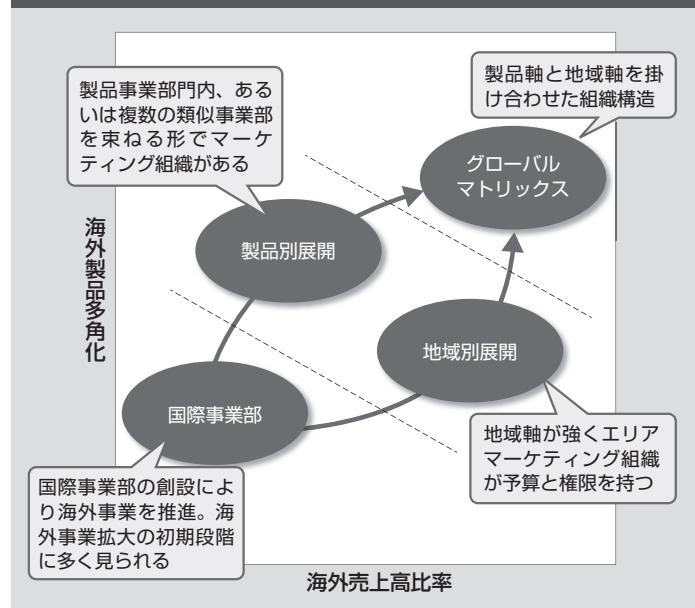 製品事業部門内、ある
いは複数の類似事業部
を束ねる形でマーケ
ティング組織がある
製品軸と地域軸を掛
け合わせた組織構造
グローバル
マトリックス
製品別展開
海外製品多角化
地域別展開
国際事業部
地域軸が強くエリア
マーケティング組織
が予算と権限を持つ
国際事業部の創設によ
り海外事業を推進。海
外事業拡大の初期段階
に多く見られる
海外売上高比率